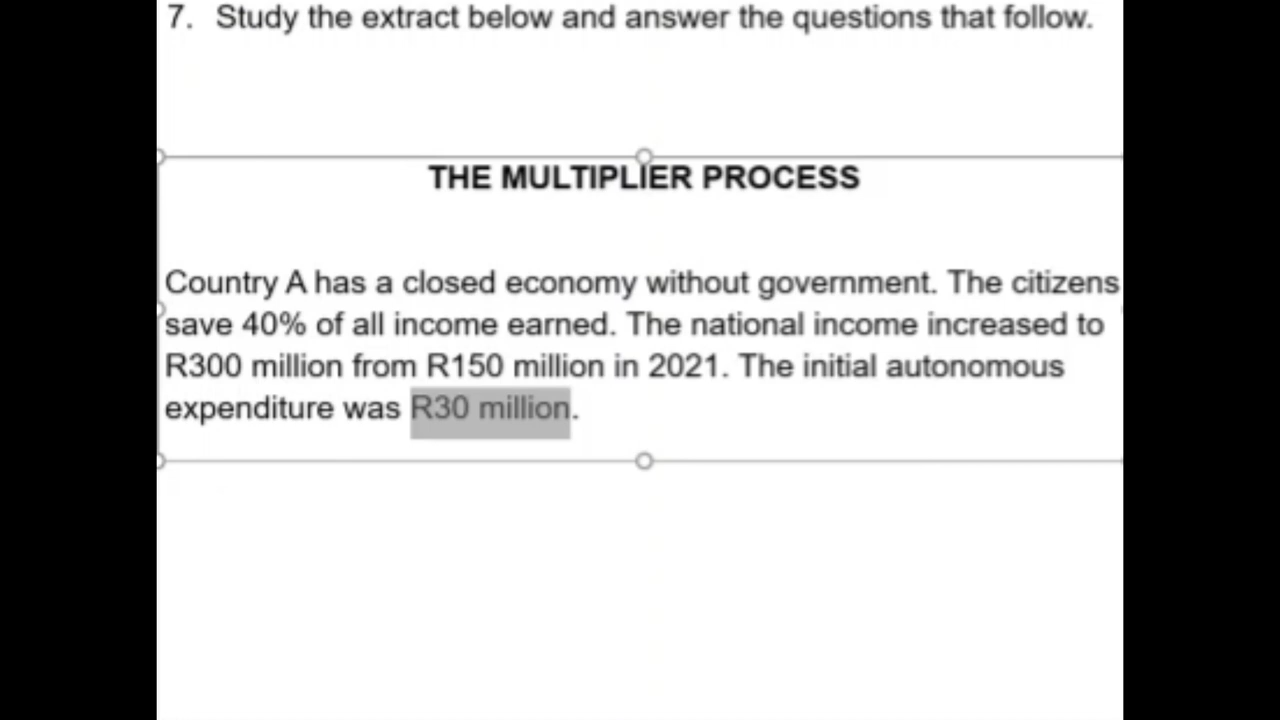 7. Study the extract below and answer the questions that follow.
THE MULTIPLIER PROCESS
Country A has a closed economy without government. The citizens
save 40% of all income earned. The national income increased to
R300 million from R150 million in 2021. The initial autonomous
expenditure was R30 million.